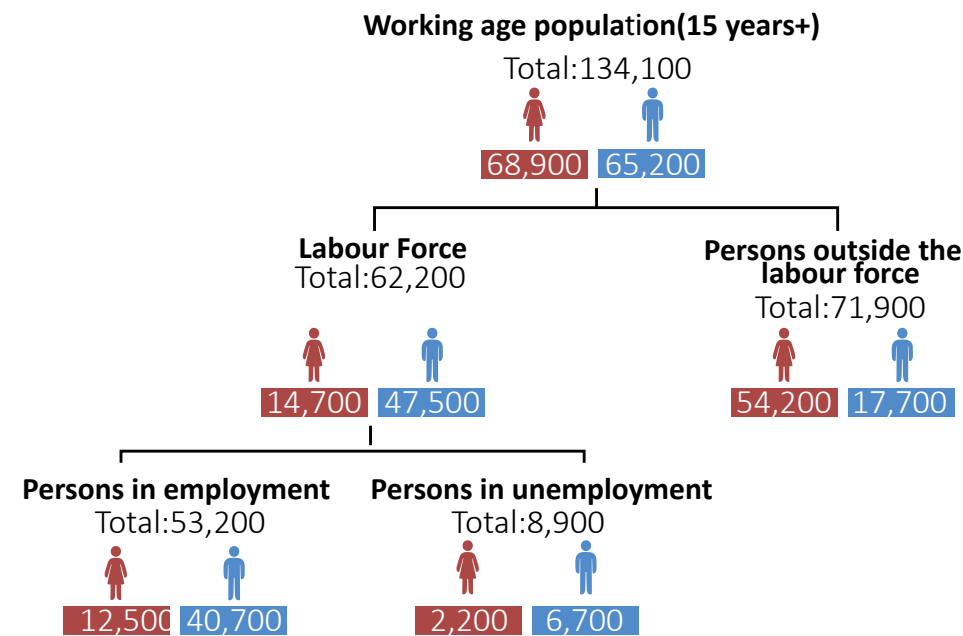 Working age population(15 years+)
Total:134,100
68,900 65,200
Labour Force
Total:62,200
14,700 47,500
Persons outside the
labour force
Total:71,900
54,200 17,700
Persons in employment
Total:53,200
12,500 40,700
Persons in unemployment
Total:8,900
2,200 6,700